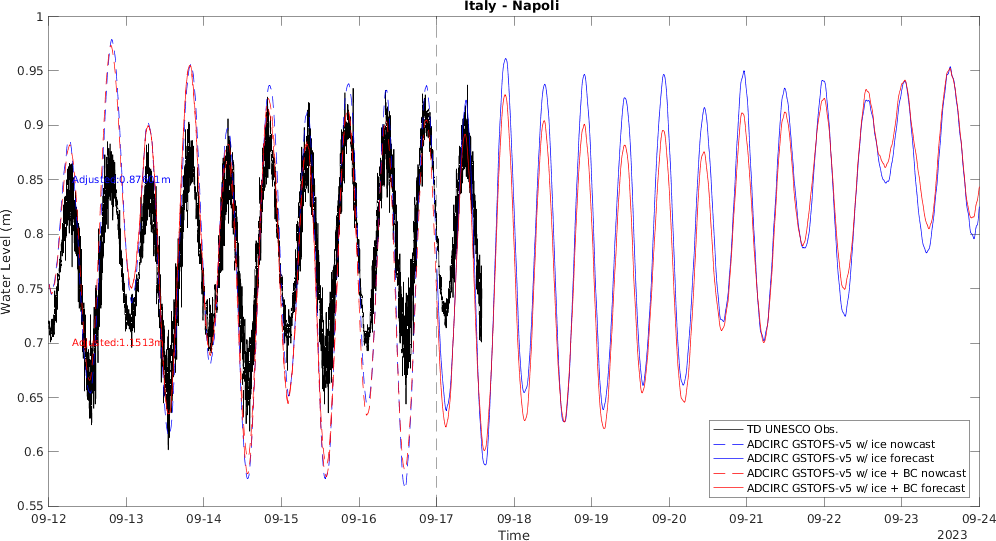 Italy - Napoli
1
0.95
0.9
0.85
0.8
0.75
0.7
0.65
0.6
0.55
Water Level (m)
Adjusted:1.1513m
09-12
09-13
09-14
09-15
09-16
09-17
09-18
09-19
09-20
09-21
09-22
09-23
09-24
Time
2023
TD UNESCO Obs.
ADCIRC GSTOFS-v5 w/ ice nowcast
ADCIRC GSTOFS-v5 w/ ice forecast
ADCIRC GSTOFS-v5 w/ ice + BC nowcast
ADCIRC GSTOFS-v5 w/ ice + BC forecast